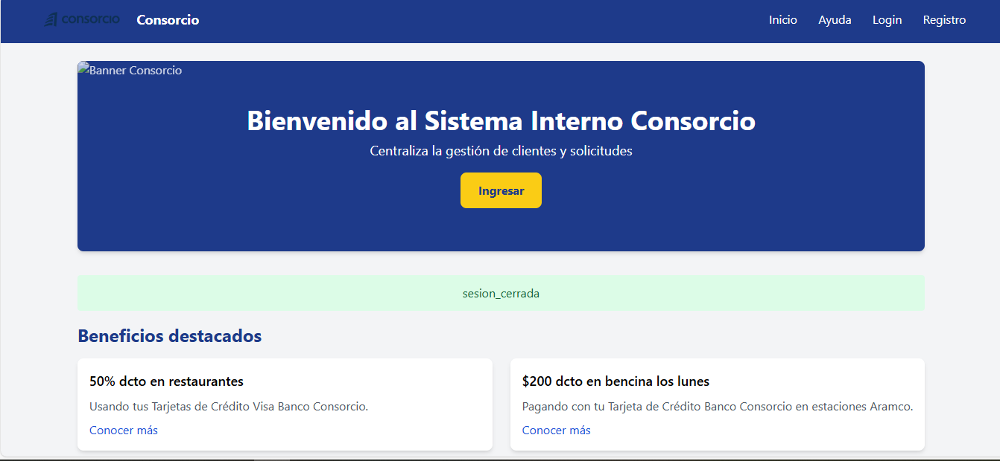 consorcio Consorcio Inicio Ayuda Login Registro
Banner Consorcio
Bienvenido al Sistema Interno Consorcio
Centraliza la gestión de clientes y solicitudes
Ingresar
sesion_cerrada
Beneficios destacados
50% dcto en restaurantes
Usando tus Tarjetas de Crédito Visa Banco Consorcio.
Conocer más
$200 dcto en bencina los lunes
Pagando con tu Tarjeta de Crédito Banco Consorcio en estaciones Aramco.
Conocer más